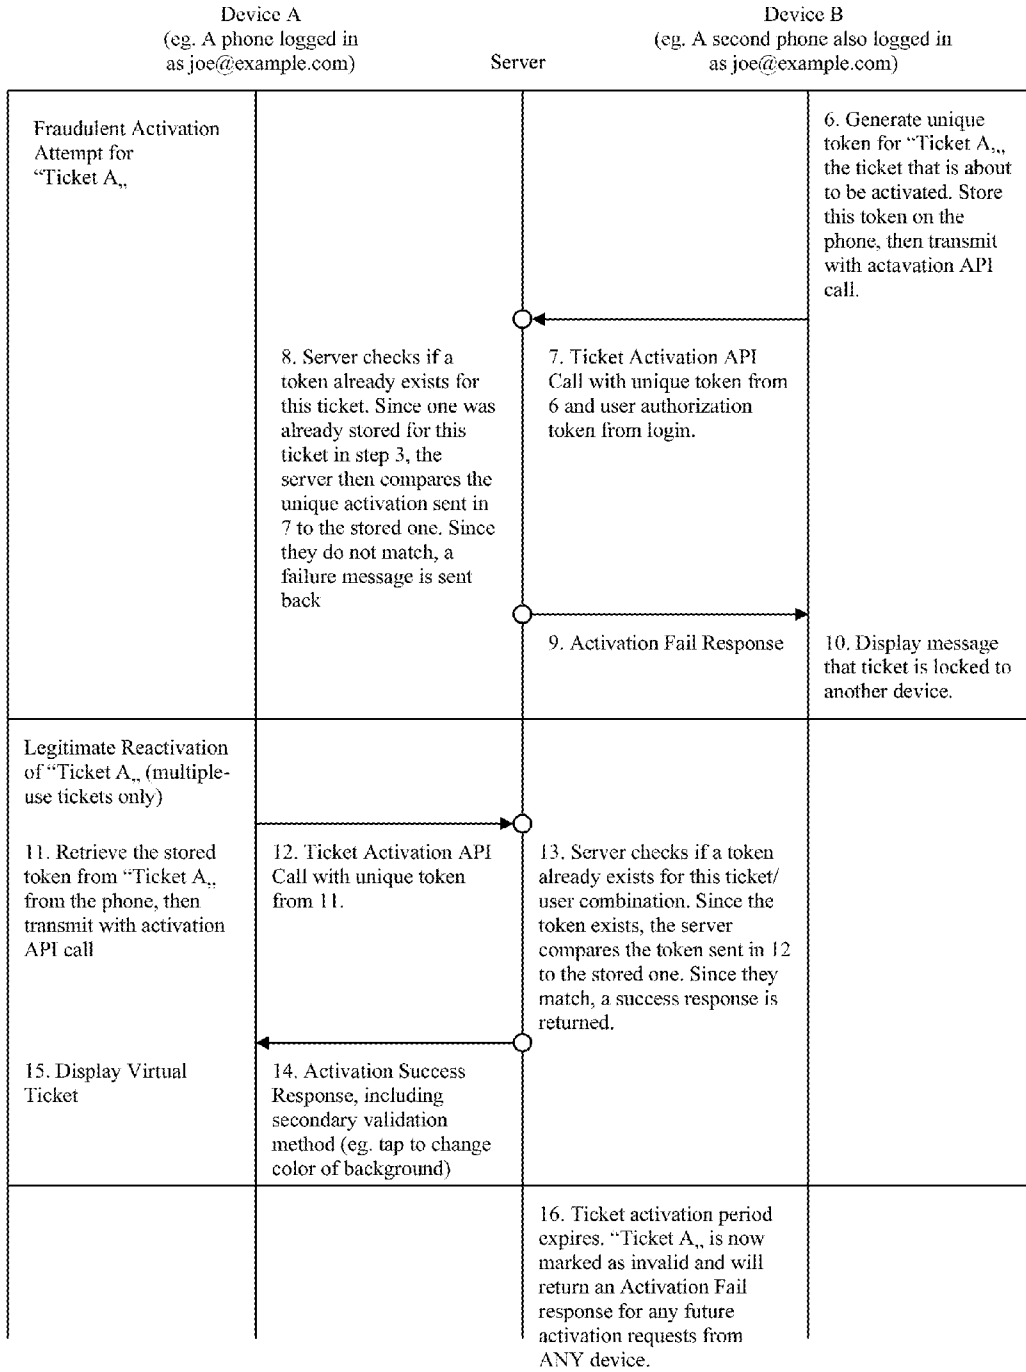 Device A
(eg. A phone logged in
as joe@example.com)
Server
Device B
(eg. A second phone also logged in
as joe@example.com)
Fraudulent Activation
Attempt for
“Ticket A„
6. Generate unique
token for “Ticket A„,
the ticket that is about
to be activated. Store
this token on the
phone, then transmit
with actavation API
call.
7. Ticket Activation API
Call with unique token from
6 and user authorization
token from login.
8. Server checks if a
token already exists for
this ticket. Since one was
already stored for this
ticket in step 3, the
server then compares the
unique activation sent in
7 to the stored one. Since
they do not match, a
failure message is sent
back
9. Activation Fail Response
10. Display message
that ticket is locked to
another device.
Legitimate Reactivation
of “Ticket A„ (multiple-
use tickets only)
11. Retrieve the stored
token from “Ticket A„
from the phone, then
transmit with activation
API call
12. Ticket Activation API
Call with unique token
from 11.
13. Server checks if a token
already exists for this ticket/
user combination. Since the
token exists, the server
compares the token sent in 12
to the stored one. Since they
match, a success response is
returned.
14. Activation Success
Response, including
secondary validation
method (eg. tap to change
color of background)
15. Display Virtual
Ticket
16. Ticket activation period
expires. “Ticket A„ is now
marked as invalid and will
return an Activation Fail
response for any future
activation requests from
ANY device.